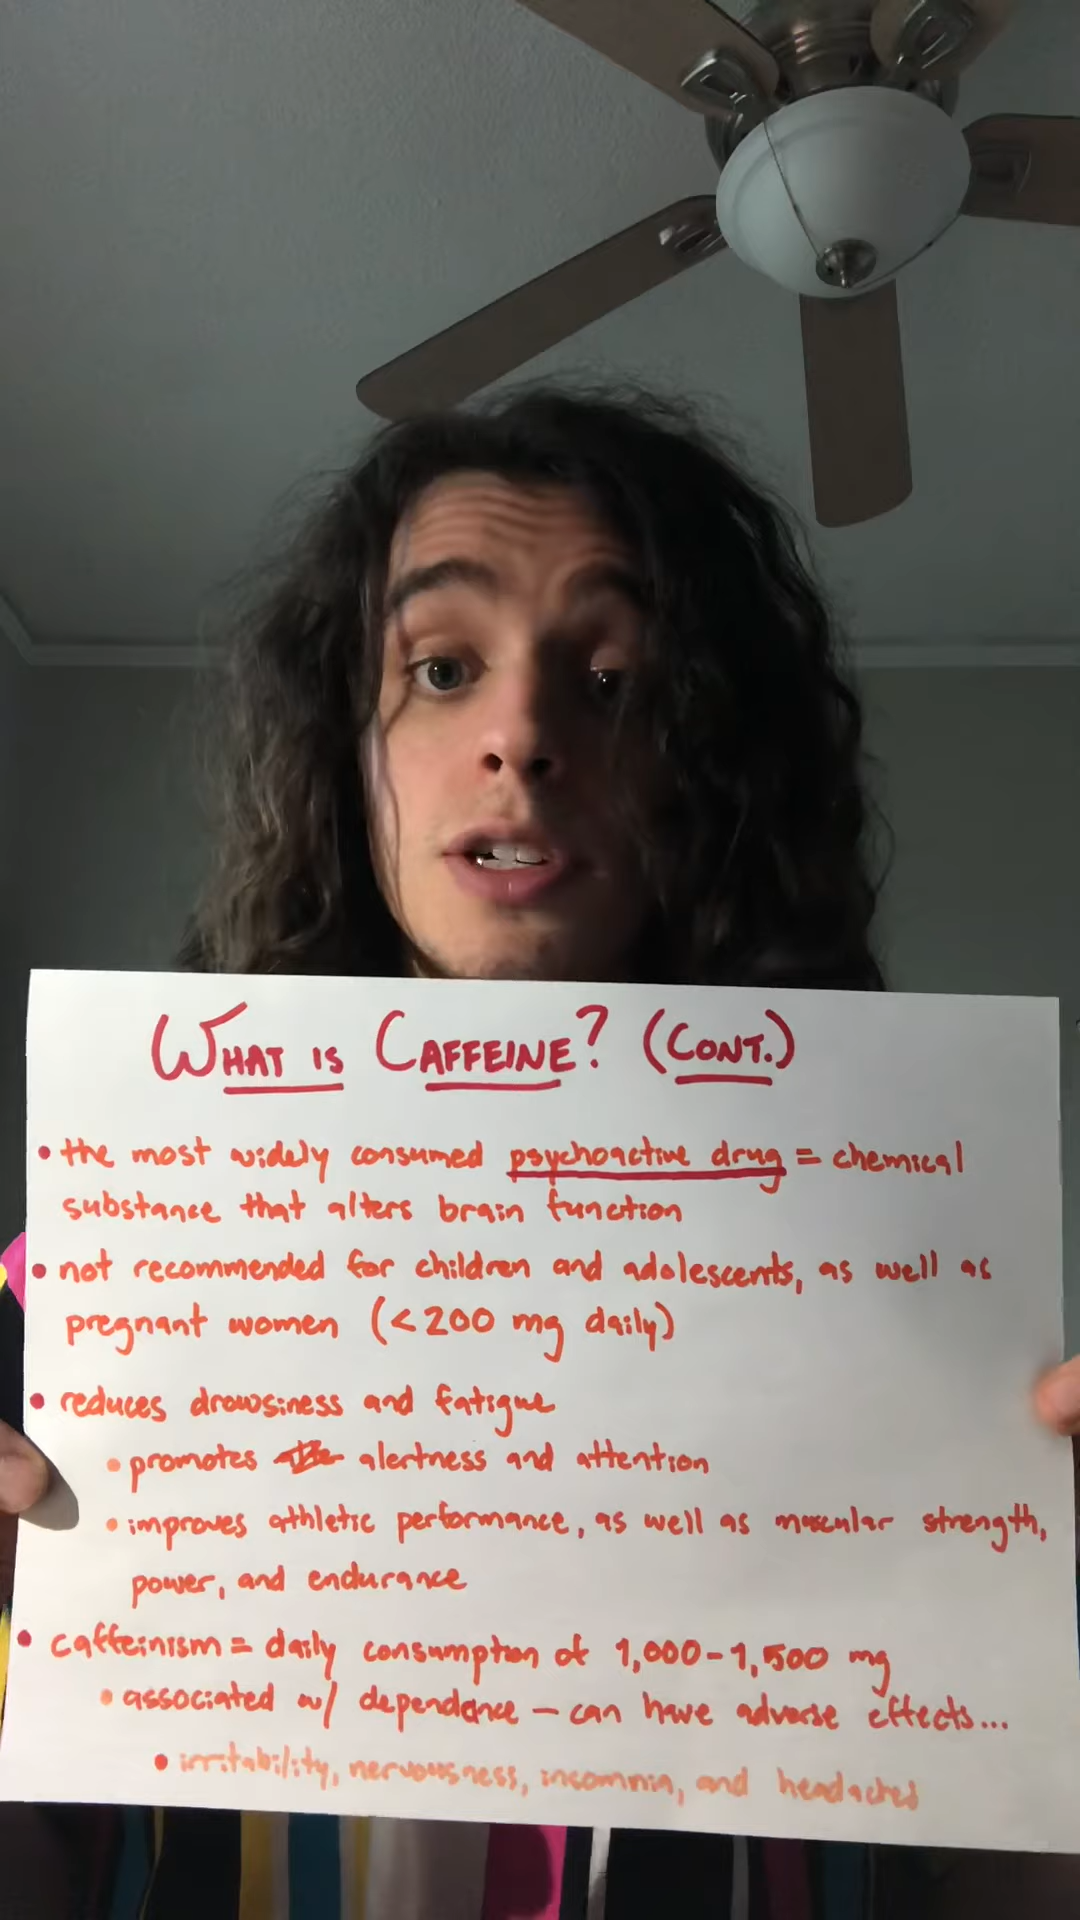 WHAT IS CAFFEINE? (CONT.)
• the most widely consumed psychoactive drug = chemical
substance that alters brain function
• not recommended for children and adolescents, as well as
pregnant women (<200 mg daily)
• reduces drowsiness and fatigue
• promotes alertness and attention
• improves athletic performance, as well as muscular strength,
power, and endurance
• caffeinism = daily consumption of 1,000-1,500 mg
• associated w/ dependence – can have adverse effects...
• irritability, nervousness, insomnia, and headaches